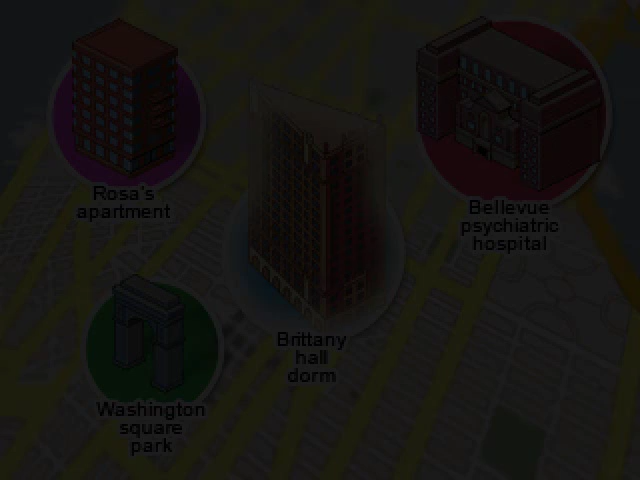 Rosa's
apartment
Bellevue
psychiatric
hospital
Brittany
hall
dorm
Washington
square
park